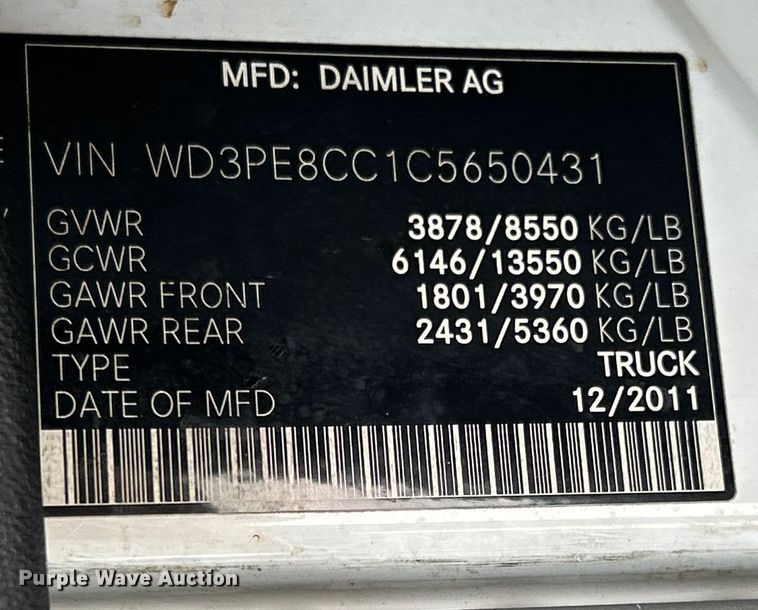 MFD: DAIMLER AG
VIN WD3PE8CC1C5650431
GVWR 3878/8550 KG/LB
GCWR 6146/13550 KG/LB
GAWR FRONT 1801/3970 KG/LB
GAWR REAR 2431/5360 KG/LB
TYPE TRUCK
DATE OF MFD 12/2011
Purple Wave Auction